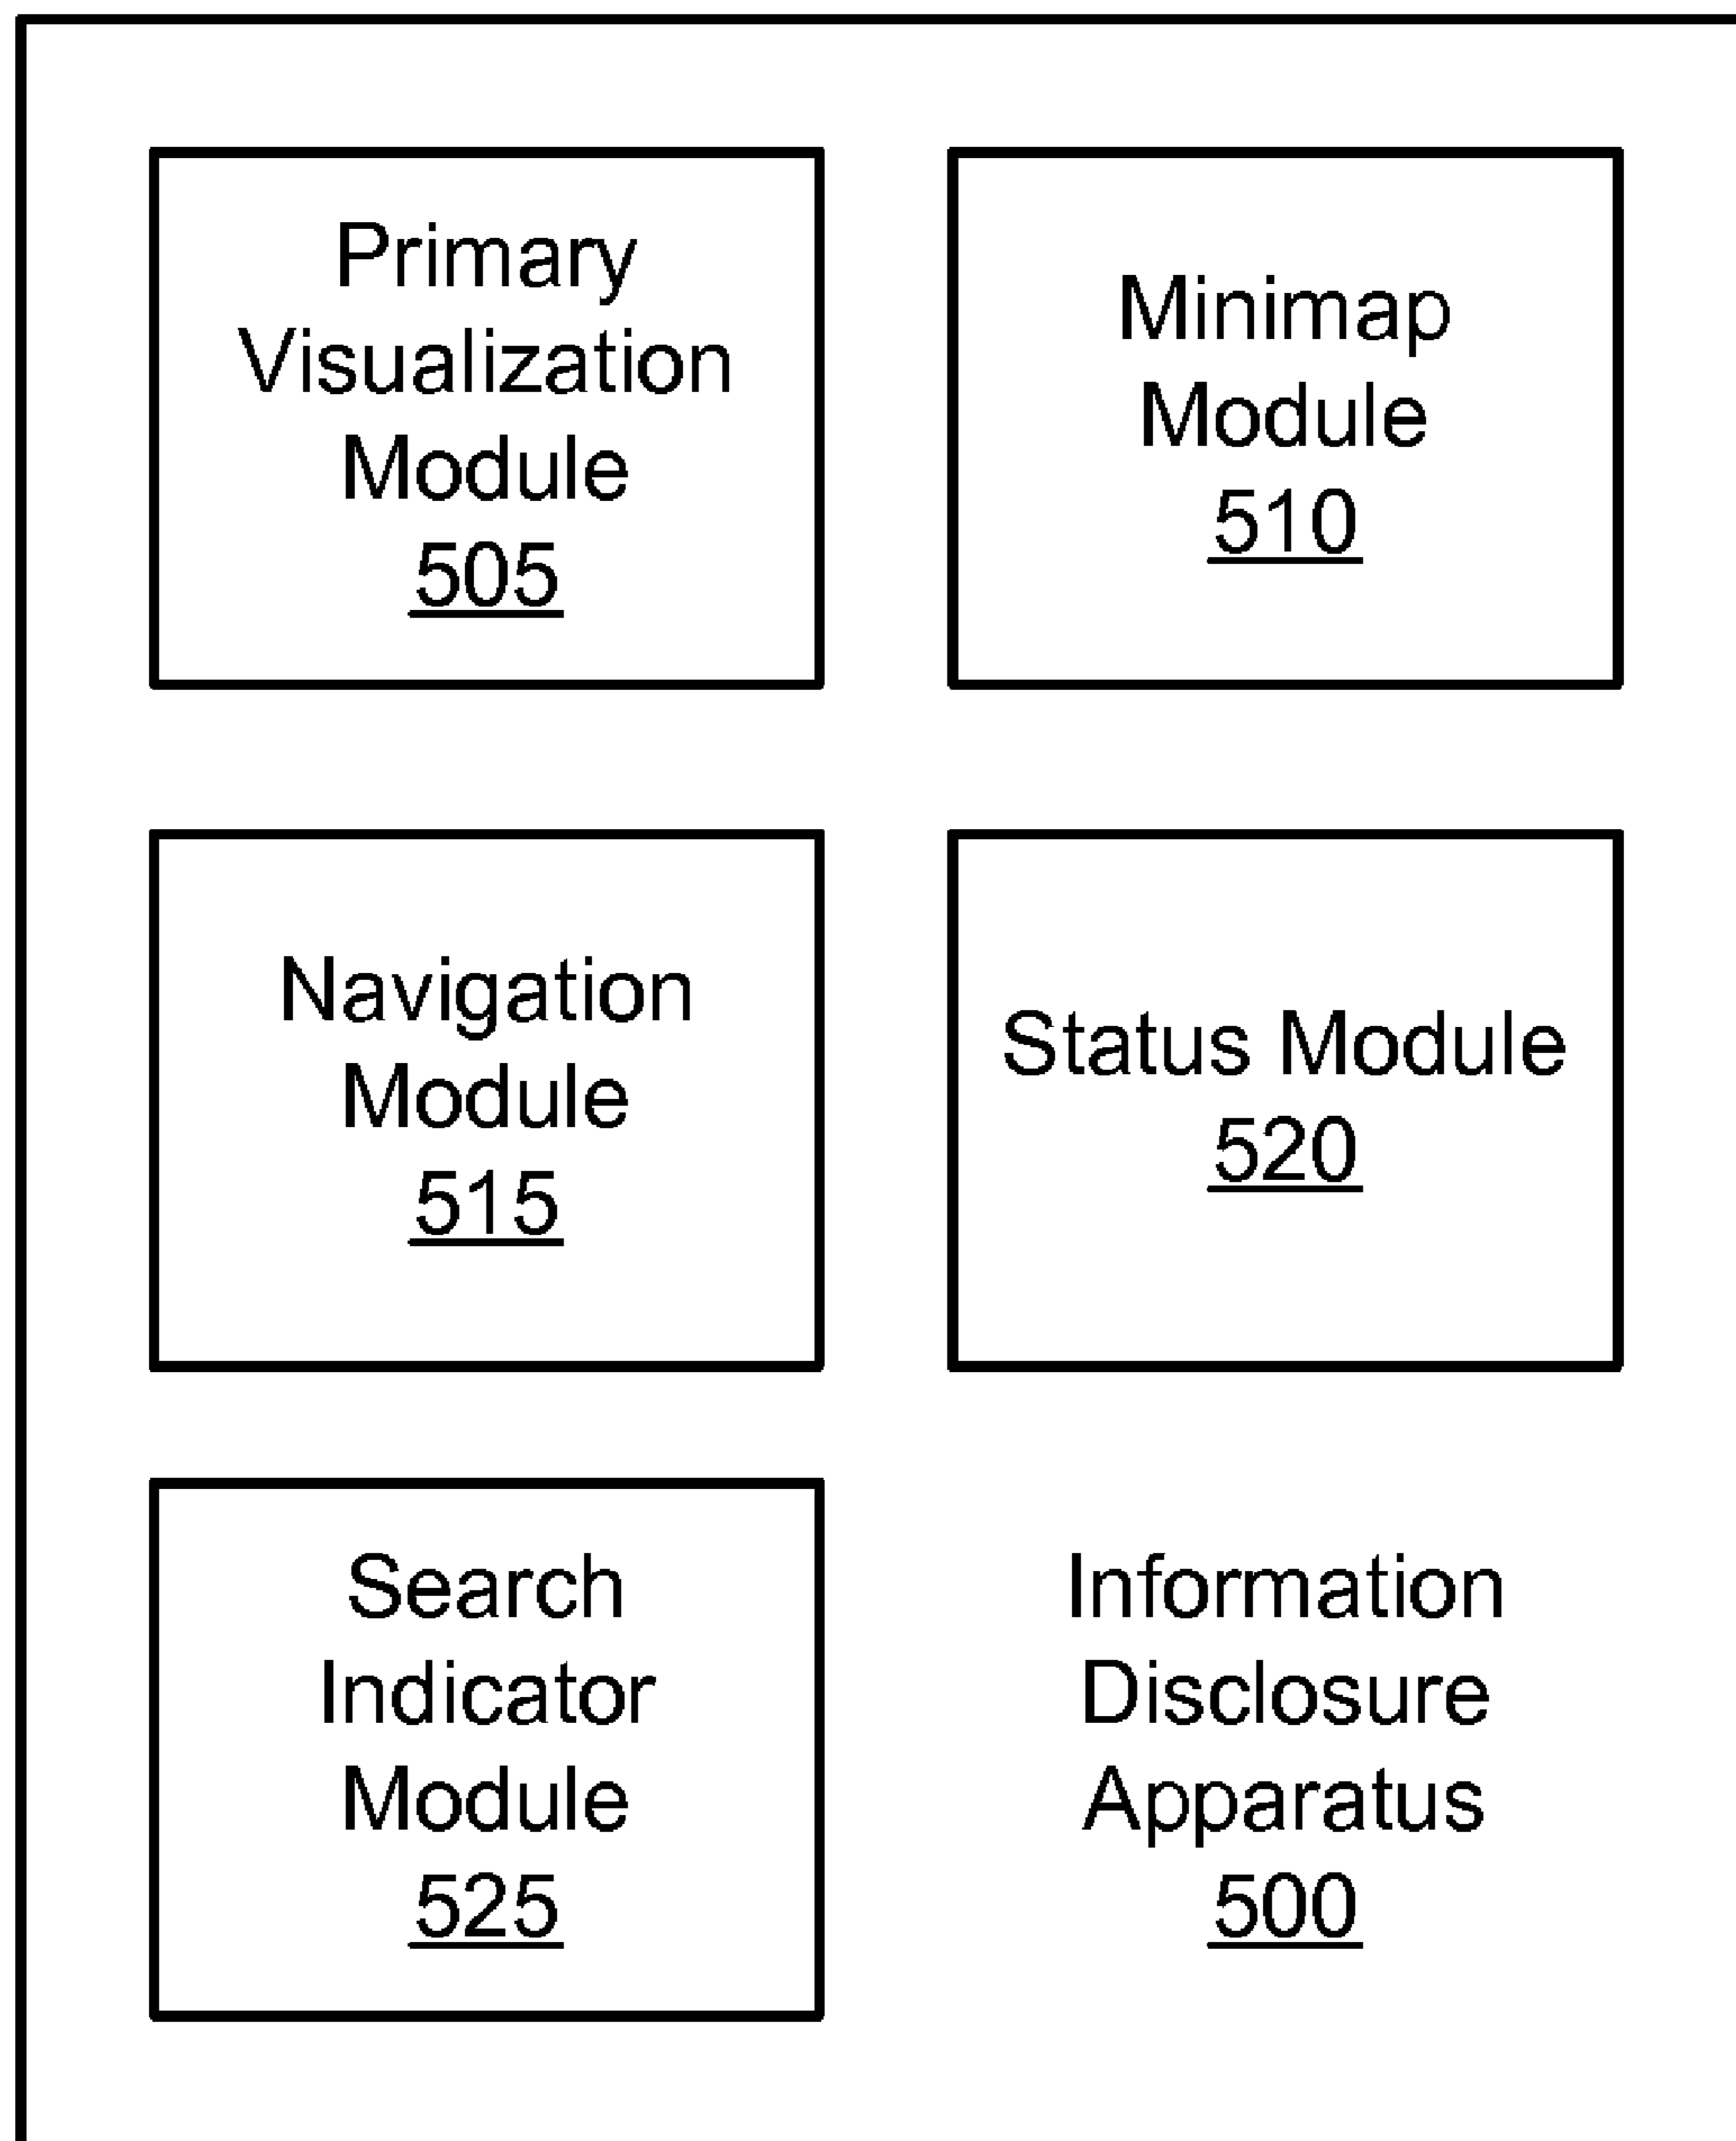 Primary
Visualization
Module
505
Minimap
Module
510
Navigation
Module
515
Status Module
520
Search
Indicator
Module
525
Information
Disclosure
Apparatus
500